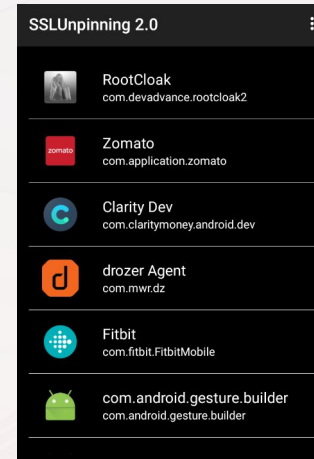 SSLUnpinning 2.0
RootCloak
com.devadvance.rootcloak2
zomato
Zomato
com.application.zomato
Clarity Dev
com.claritymoney.android.dev
drozer Agent
com.mwr.dz
Fitbit
com.fitbit.FitbitMobile
com.android.gesture.builder
com.android.gesture.builder